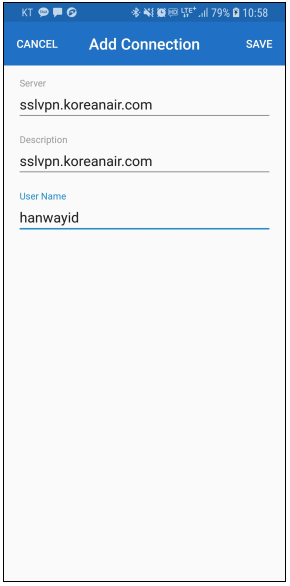 KT LTE+ 79% 10:58
CANCEL Add Connection SAVE
Server
sslvpn.koreanair.com
Description
sslvpn.koreanair.com
User Name
hanwayid